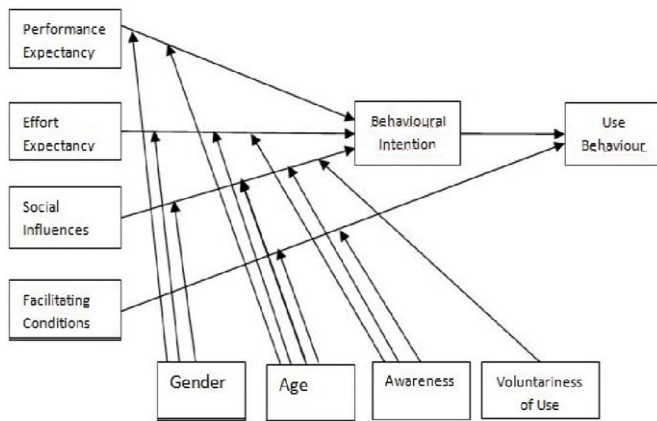 Performance
Expectancy
Effort
Expectancy
Social
Influences
Facilitating
Conditions
Behavioural
Intention
Use
Behaviour
Gender
Age
Awareness
Voluntariness
of Use